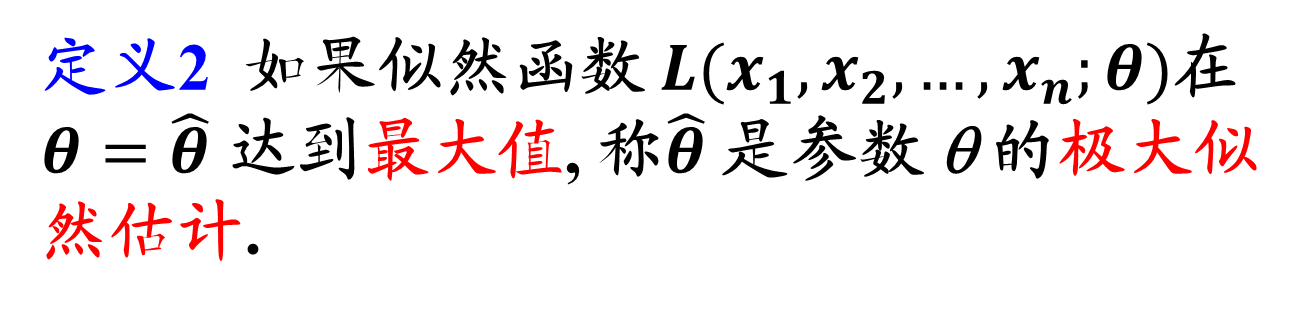 定义2 如果似然函数 L(x₁, x₂, …, xₙ; θ)在
θ = θ̂ 达到最大值, 称θ̂ 是参数 θ的极大似
然估计.